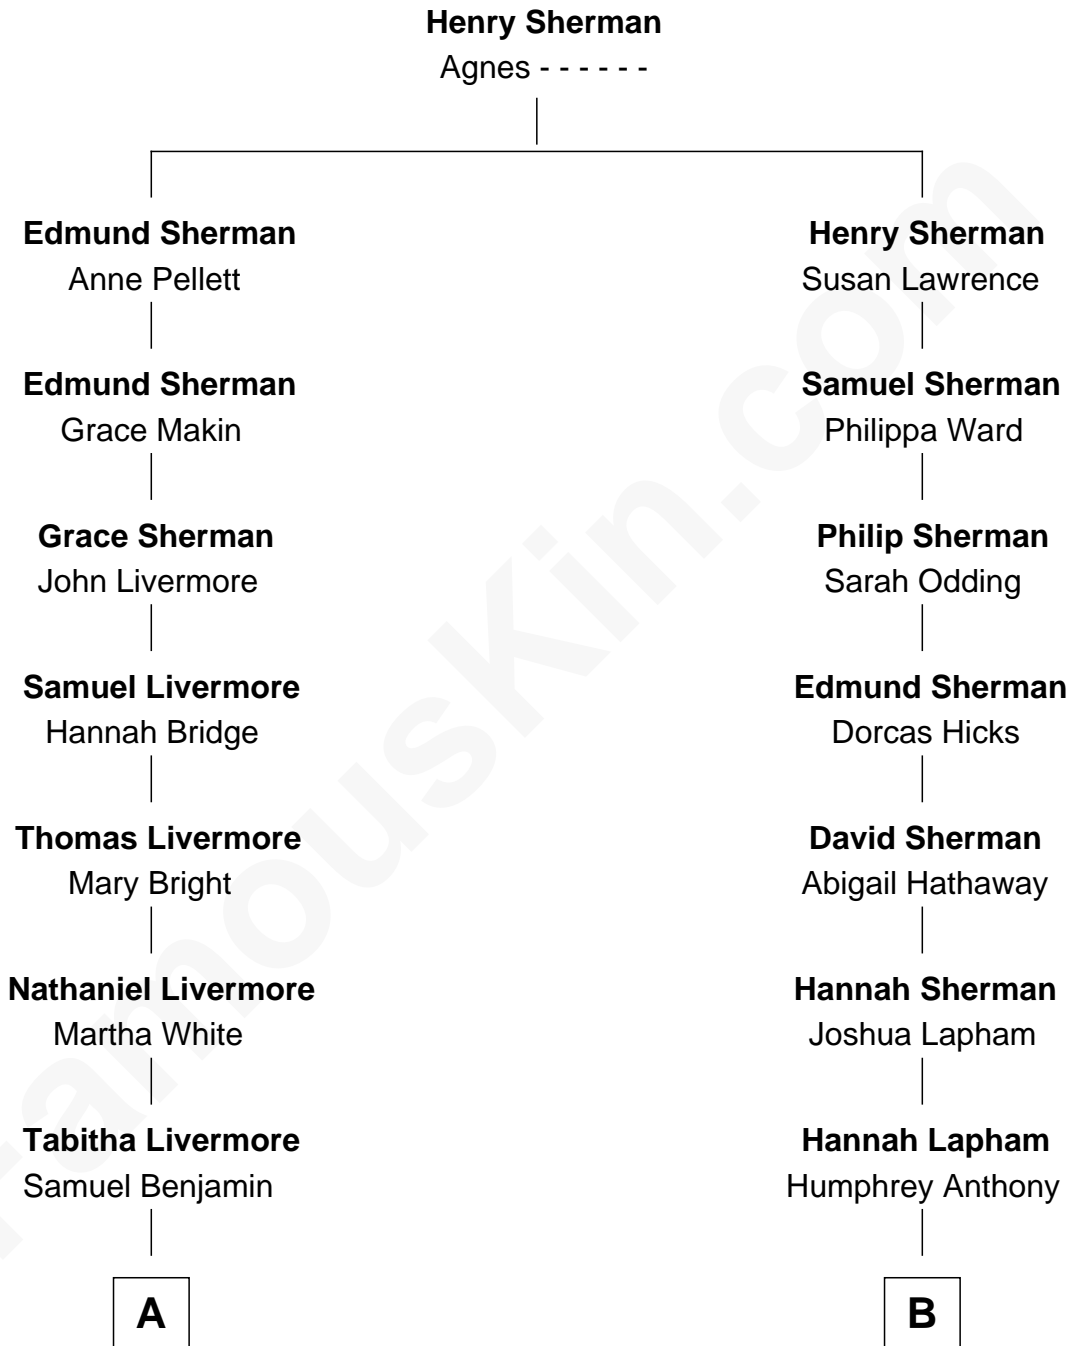 Henry Sherman
Agnes - - - - - -
Edmund Sherman
Anne Pellett
Edmund Sherman
Grace Makin
Grace Sherman
John Livermore
Samuel Livermore
Hannah Bridge
Thomas Livermore
Mary Bright
Nathaniel Livermore
Martha White
Tabitha Livermore
Samuel Benjamin
A
Henry Sherman
Susan Lawrence
Samuel Sherman
Philippa Ward
Philip Sherman
Sarah Odding
Edmund Sherman
Dorcas Hicks
David Sherman
Abigail Hathaway
Hannah Sherman
Joshua Lapham
Hannah Lapham
Humphrey Anthony
B
FamousKin.com